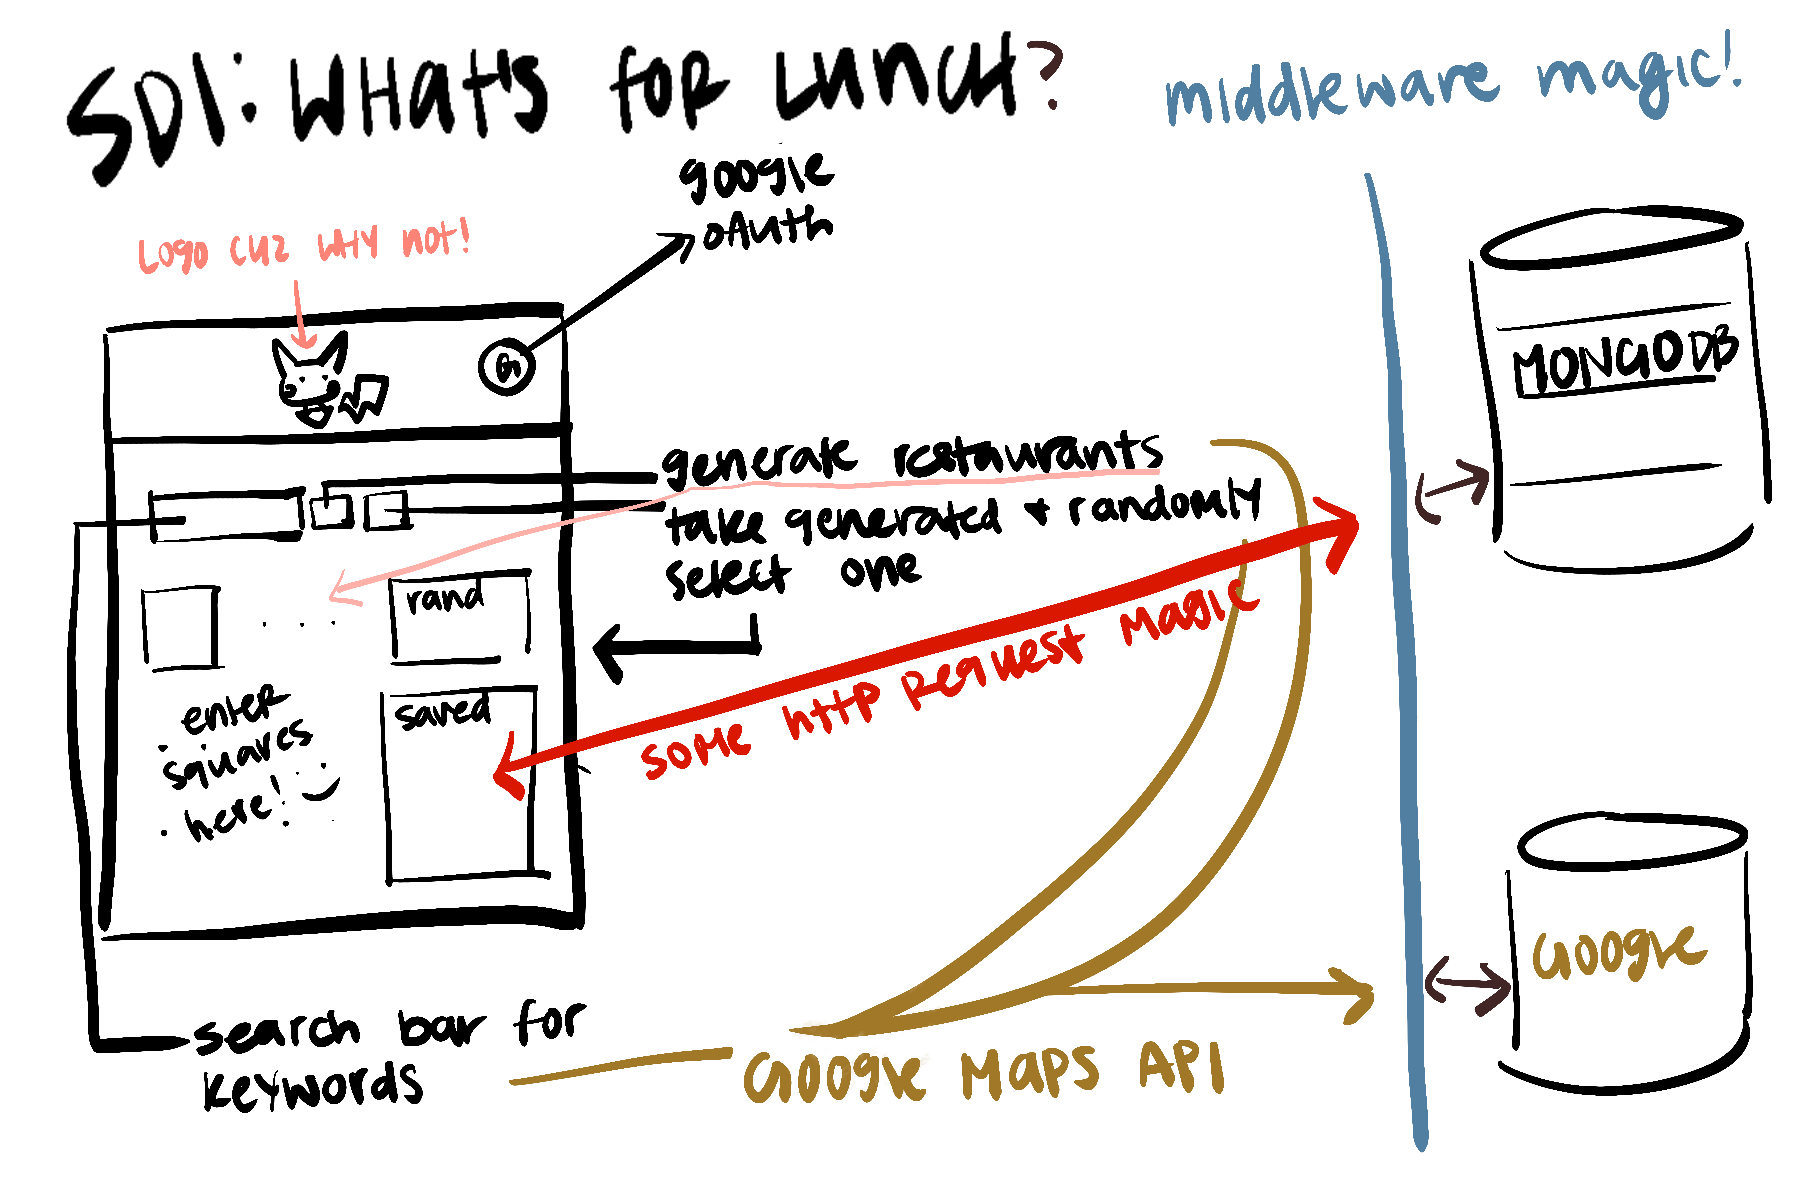 SDI: WHat's for LUNCH?
middleware magic!
google
oAuth
Logo CUZ WHY not!
G
generate restaurants
take generated & randomly
select one
rand
saved
enter
squares
here!
some http request magic
MONGODB
Google
search bar for
keywords
Google Maps API